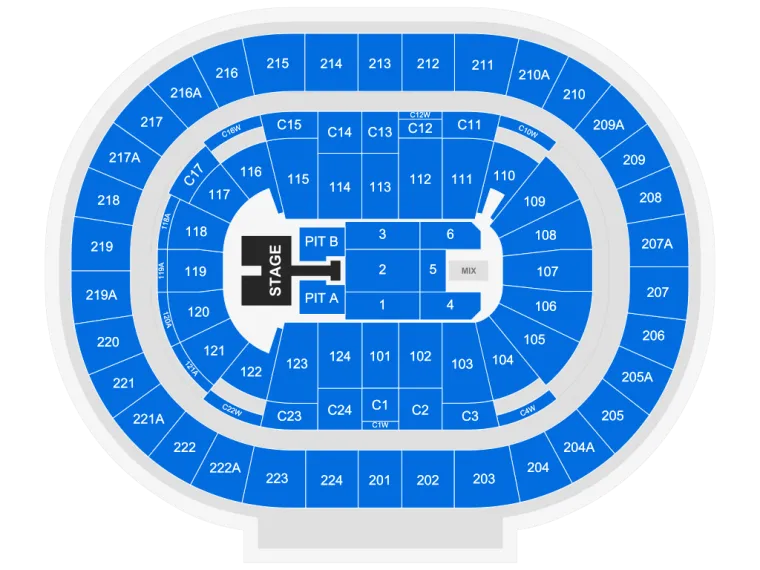 215
214
213
212
211
216
210A
216A
210
217
209A
217A
209
218
208
219
207A
219A
207
220
206
221
205A
221A
205
222
204A
222A
204
223
224
201
202
203
C16W
C15
C14
C13
C12W
C12
C11
C10W
C17
116
115
114
113
112
111
110
117
109
118A
118
108
119A
119
107
120A
120
106
121A
121
105
122
104
123
124
101
102
103
C22W
C23
C24
C1
C1W
C2
C3
C4W
STAGE
PIT B
PIT A
3
6
2
5
MIX
1
4